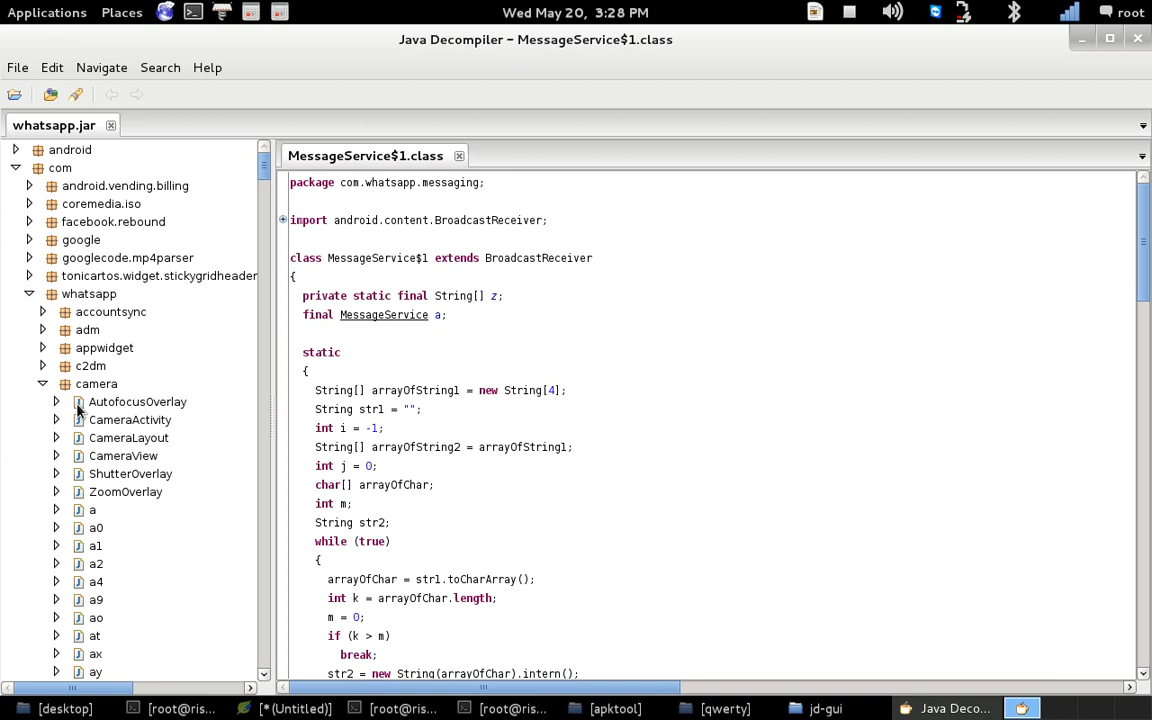 Applications Places Wed May 20, 3:28 PM root
Java Decompiler – MessageService$1.class
File Edit Navigate Search Help
whatsapp.jar
android
com
android.vending.billing
coremedia.iso
facebook.rebound
google
googlecode.mp4parser
tonicartos.widget.stickygridheader
whatsapp
accountsync
adm
appwidget
c2dm
camera
AutofocusOverlay
CameraActivity
CameraLayout
CameraView
ShutterOverlay
ZoomOverlay
a
a0
a1
a2
a4
a9
ao
at
ax
ay
MessageService$1.class
package com.whatsapp.messaging;
import android.content.BroadcastReceiver;
class MessageService$1 extends BroadcastReceiver
{
private static final String[] z;
final MessageService a;
static
{
String[] arrayOfString1 = new String[4];
String str1 = "";
int i = -1;
String[] arrayOfString2 = arrayOfString1;
int j = 0;
char[] arrayOfChar;
int m;
String str2;
while (true)
{
arrayOfChar = str1.toCharArray();
int k = arrayOfChar.length;
m = 0;
if (k > m)
break;
str2 = new String(arrayOfChar).intern();
[desktop] [root@ris... [*(Untitled)] [root@ris... [root@ris... [apktool] [qwerty] jd-gui Java Deco...